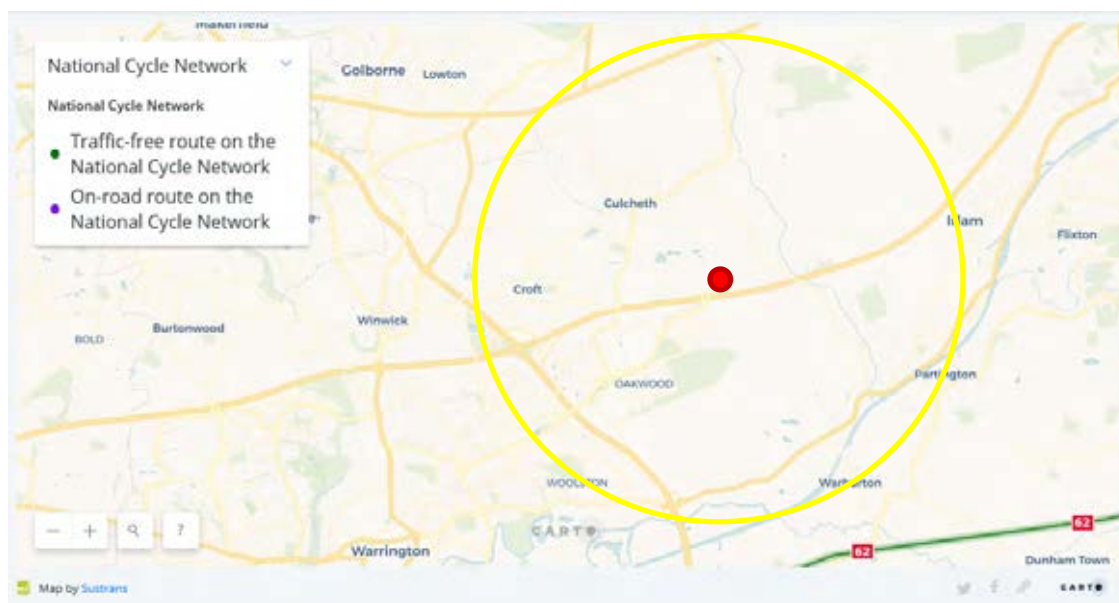 National Cycle Network
National Cycle Network
Traffic-free route on the
National Cycle Network
On-road route on the
National Cycle Network
Golborne
Lowton
Culcheth
Flixton
Croft
Winwick
Burtonwood
BOLD
OAKWOOD
Partington
Warburton
CARTO
62
62
Warrington
Dunham Town
− + ?
Map by Sustrans
CARTO